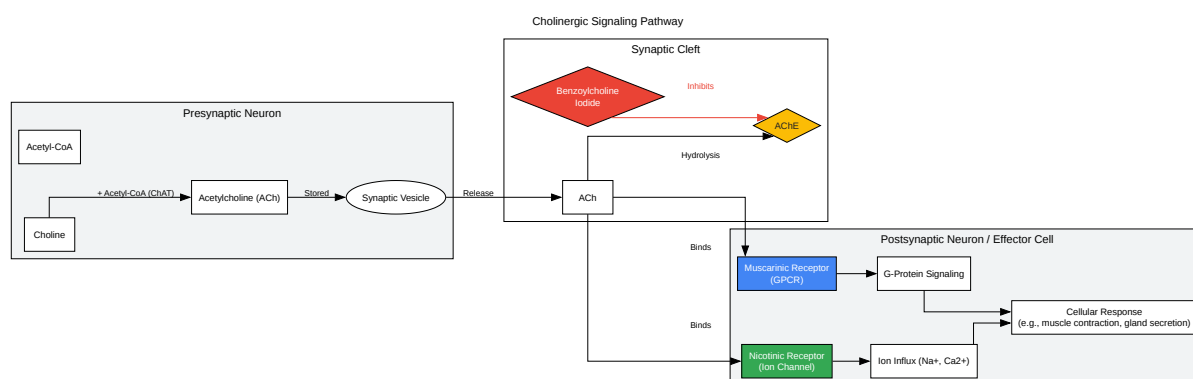 Cholinergic Signaling Pathway
Synaptic Cleft
Benzoylcholine
Iodide
Inhibits
AChE
Presynaptic Neuron
Acetyl-CoA
Hydrolysis
+ Acetyl-CoA (ChAT)
Acetylcholine (ACh)
Stored
Synaptic Vesicle
Release
ACh
Choline
Postsynaptic Neuron / Effector Cell
Binds
Muscarinic Receptor
(GPCR)
G-Protein Signaling
Cellular Response
(e.g., muscle contraction, gland secretion)
Binds
Nicotinic Receptor
(Ion Channel)
Ion Influx (Na+, Ca2+)